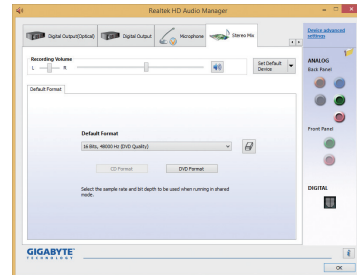 Realtek HD Audio Manager
Digital Output(Optical)
Digital Output
Microphone
Stereo Mix
Device advanced
settings
Recording Volume
L
R
Set Default
Device
ANALOG
Back Panel
Default Format
Default Format
16 Bits, 48000 Hz (DVD Quality)
CD Format
DVD Format
Select the sample rate and bit depth to be used when running in shared
mode.
Front Panel
DIGITAL
GIGABYTE
TECHNOLOGY
i
OK